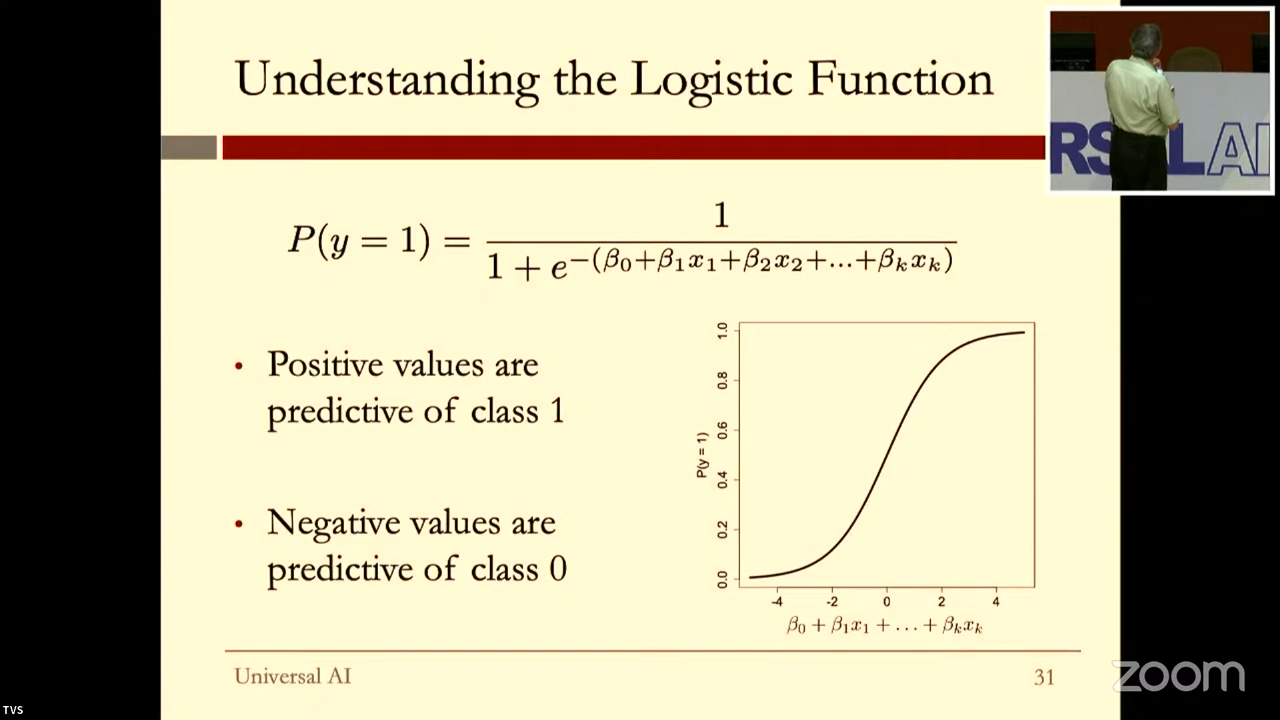 Understanding the Logistic Function
P(y = 1) = 1 / (1 + e^{-(β₀+β₁x₁+β₂x₂+...+βₖxₖ)})
• Positive values are
predictive of class 1
• Negative values are
predictive of class 0
P(y = 1)
1.0
0.8
0.6
0.4
0.2
0.0
-4 -2 0 2 4
β₀ + β₁x₁ + ... + βₖxₖ
Universal AI
31
RS L AI
zoom
TVS